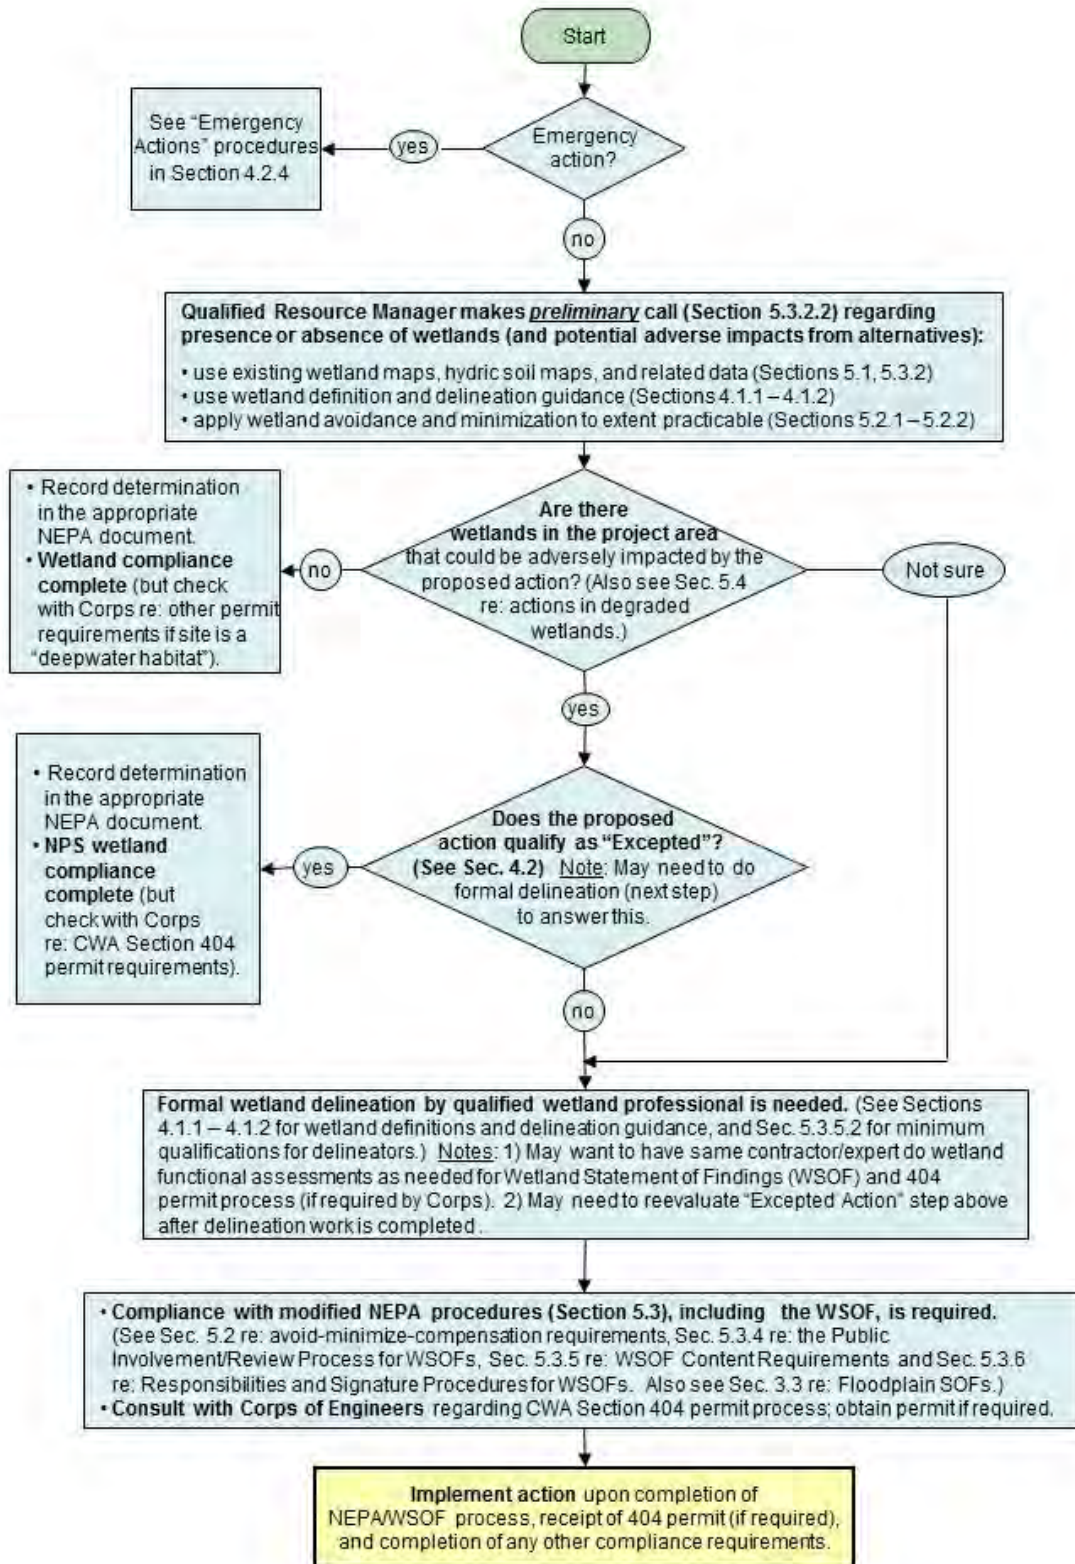 Start
Emergency
action?
yes
See "Emergency
Actions" procedures
in Section 4.2.4
no
Qualified Resource Manager makes preliminary call (Section 5.3.2.2) regarding
presence or absence of wetlands (and potential adverse impacts from alternatives):
• use existing wetland maps, hydric soil maps, and related data (Sections 5.1, 5.3.2)
• use wetland definition and delineation guidance (Sections 4.1.1 – 4.1.2)
• apply wetland avoidance and minimization to extent practicable (Sections 5.2.1 – 5.2.2)
Are there
wetlands in the project area
that could be adversely impacted by the
proposed action? (Also see Sec. 5.4
re: actions in degraded
wetlands.)
no
• Record determination
in the appropriate
NEPA document.
• Wetland compliance
complete (but check
with Corps re: other permit
requirements if site is a
"deepwater habitat").
Not sure
yes
Does the proposed
action qualify as "Excepted"?
(See Sec. 4.2) Note: May need to do
formal delineation (next step)
to answer this.
yes
• Record determination
in the appropriate
NEPA document.
• NPS wetland
compliance
complete (but
check with Corps
re: CWA Section 404
permit requirements).
no
Formal wetland delineation by qualified wetland professional is needed. (See Sections
4.1.1 – 4.1.2 for wetland definitions and delineation guidance, and Sec. 5.3.5.2 for minimum
qualifications for delineators.) Notes: 1) May want to have same contractor/expert do wetland
functional assessments as needed for Wetland Statement of Findings (WSOF) and 404
permit process (if required by Corps). 2) May need to reevaluate "Excepted Action" step above
after delineation work is completed.
• Compliance with modified NEPA procedures (Section 5.3), including the WSOF, is required.
(See Sec. 5.2 re: avoid-minimize-compensation requirements, Sec. 5.3.4 re: the Public
Involvement/Review Process for WSOFs, Sec. 5.3.5 re: WSOF Content Requirements and Sec. 5.3.6
re: Responsibilities and Signature Procedures for WSOFs. Also see Sec. 3.3 re: Floodplain SOFs.)
• Consult with Corps of Engineers regarding CWA Section 404 permit process; obtain permit if required.
Implement action upon completion of
NEPA/WSOF process, receipt of 404 permit (if required),
and completion of any other compliance requirements.